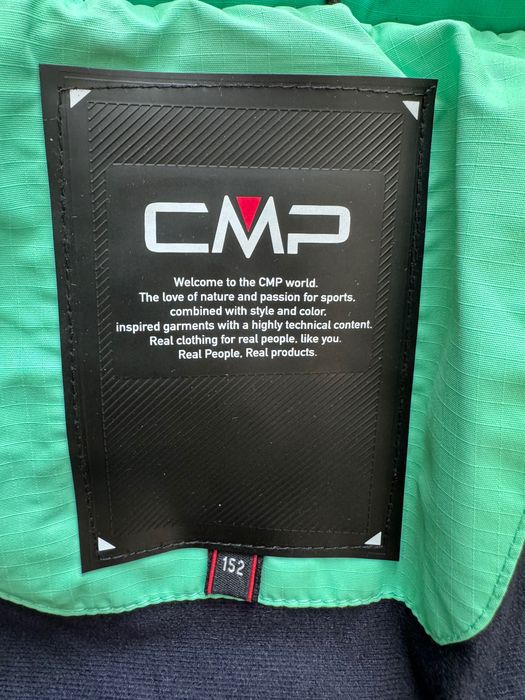 CMP
Welcome to the CMP world.
The love of nature and passion for sports,
combined with style and color,
inspired garments with a highly technical content.
Real clothing for real people, like you.
Real People, Real products.
152